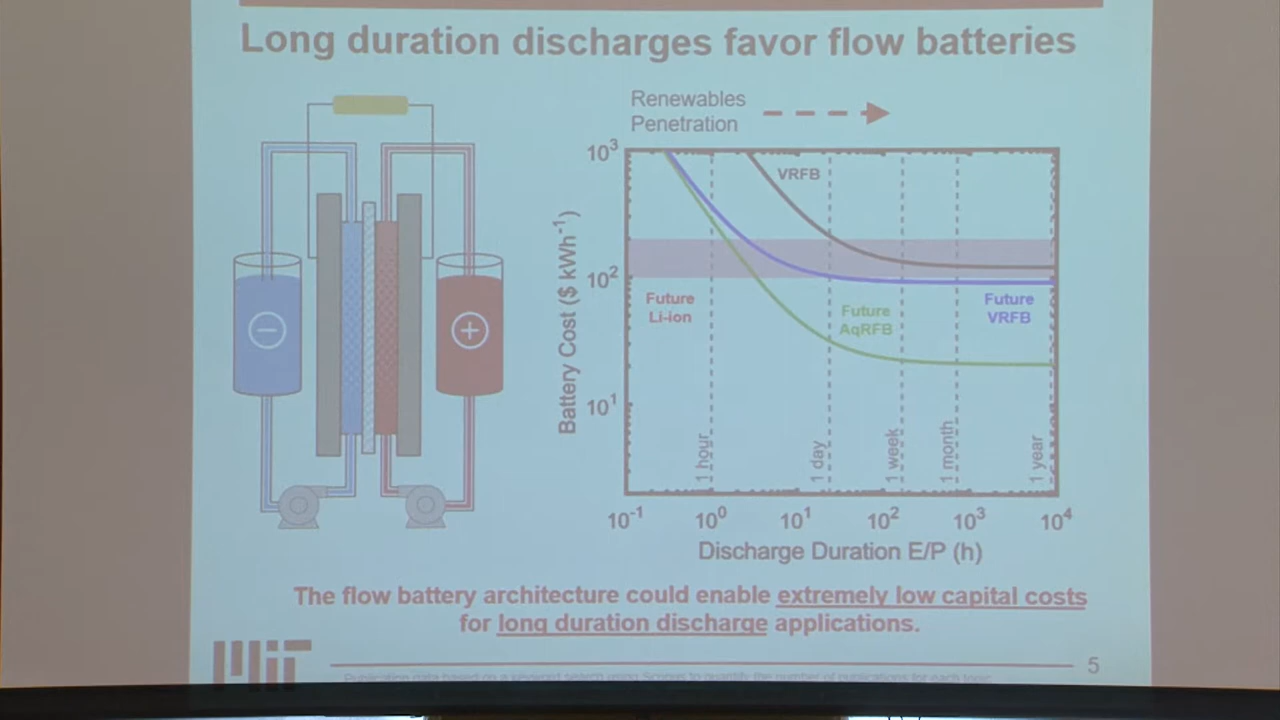 Long duration discharges favor flow batteries
Renewables
Penetration
10³
10²
10¹
Battery Cost ($ kWh⁻¹)
VRFB
Future
Li-ion
Future
AqRFB
Future
VRFB
1 hour
1 day
1 week
1 month
1 year
10⁻¹
10⁰
10¹
10²
10³
10⁴
Discharge Duration E/P (h)
−
+
The flow battery architecture could enable extremely low capital costs
for long duration discharge applications.
MIT
5